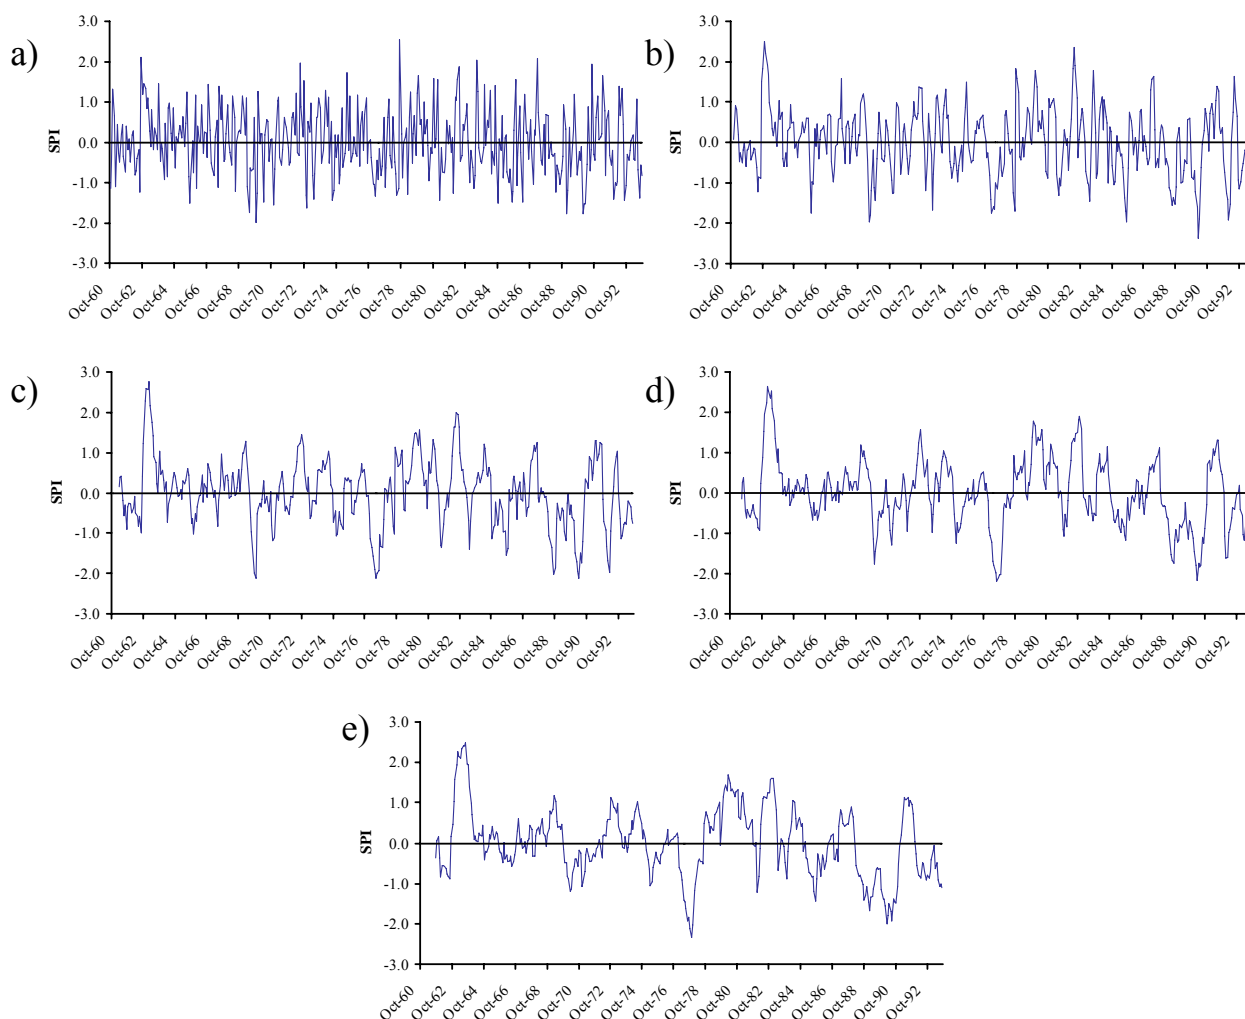 a)
SPI
3.0
2.0
1.0
0.0
-1.0
-2.0
-3.0
Oct-60 Oct-62 Oct-64 Oct-66 Oct-68 Oct-70 Oct-72 Oct-74 Oct-76 Oct-78 Oct-80 Oct-82 Oct-84 Oct-86 Oct-88 Oct-90 Oct-92
b)
SPI
3.0
2.0
1.0
0.0
-1.0
-2.0
-3.0
Oct-60 Oct-62 Oct-64 Oct-66 Oct-68 Oct-70 Oct-72 Oct-74 Oct-76 Oct-78 Oct-80 Oct-82 Oct-84 Oct-86 Oct-88 Oct-90 Oct-92
c)
SPI
3.0
2.0
1.0
0.0
-1.0
-2.0
-3.0
Oct-60 Oct-62 Oct-64 Oct-66 Oct-68 Oct-70 Oct-72 Oct-74 Oct-76 Oct-78 Oct-80 Oct-82 Oct-84 Oct-86 Oct-88 Oct-90 Oct-92
d)
SPI
3.0
2.0
1.0
0.0
-1.0
-2.0
-3.0
Oct-60 Oct-62 Oct-64 Oct-66 Oct-68 Oct-70 Oct-72 Oct-74 Oct-76 Oct-78 Oct-80 Oct-82 Oct-84 Oct-86 Oct-88 Oct-90 Oct-92
e)
SPI
3.0
2.0
1.0
0.0
-1.0
-2.0
-3.0
Oct-60 Oct-62 Oct-64 Oct-66 Oct-68 Oct-70 Oct-72 Oct-74 Oct-76 Oct-78 Oct-80 Oct-82 Oct-84 Oct-86 Oct-88 Oct-90 Oct-92